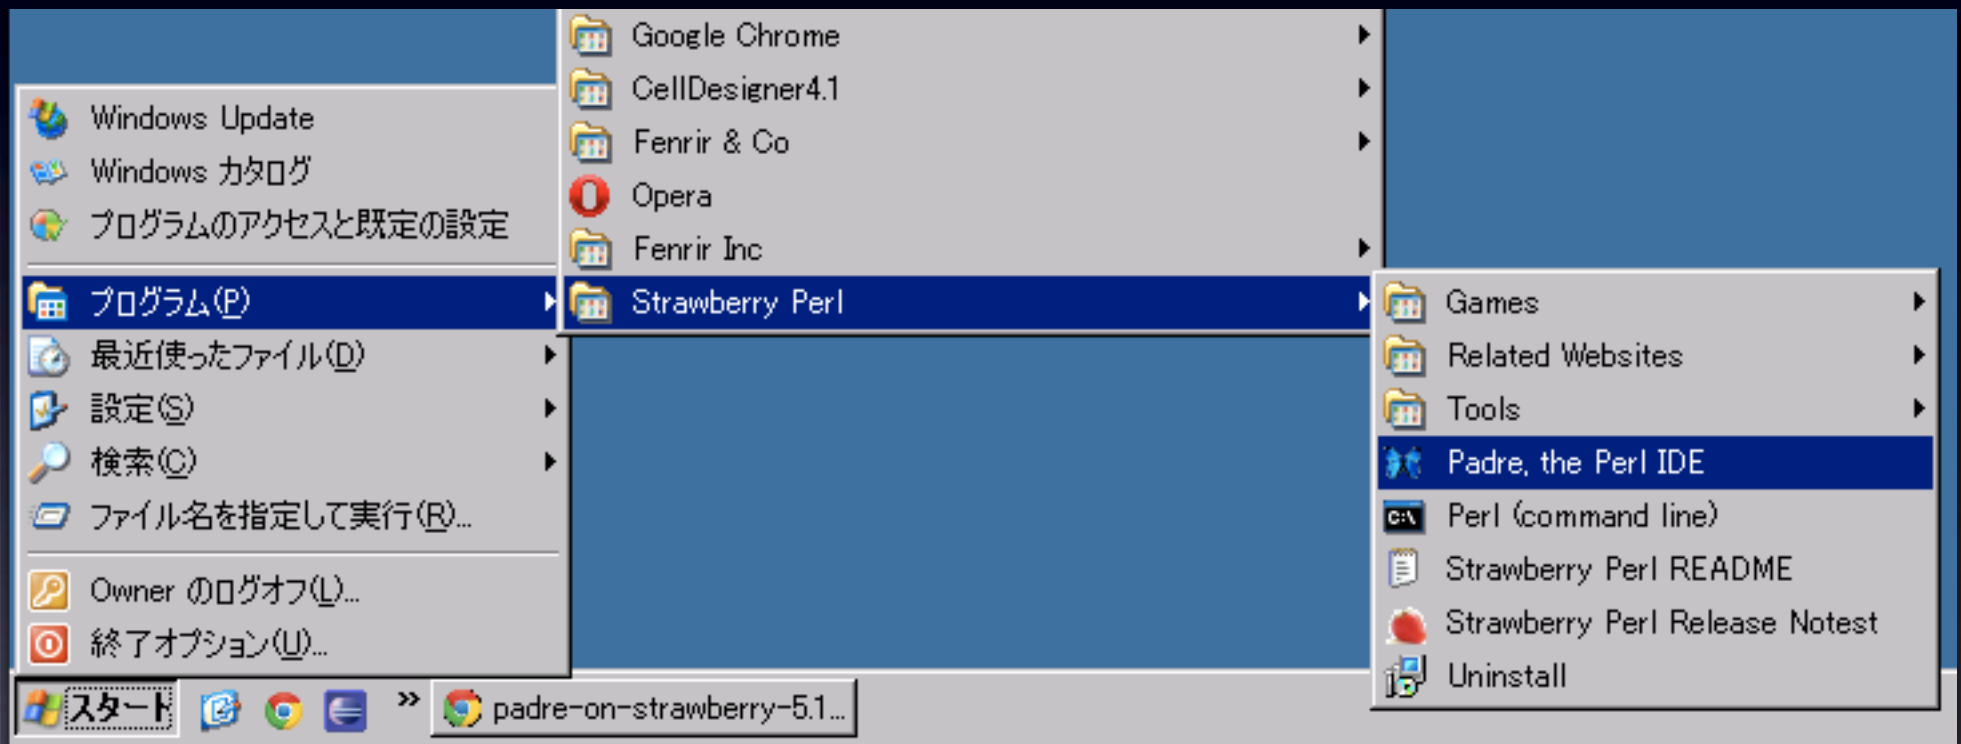 Google Chrome
CellDesigner4.1
Fenrir & Co
Opera
Fenrir Inc
Strawberry Perl
Windows Update
Windows カタログ
プログラムのアクセスと既定の設定
プログラム(P)
最近使ったファイル(D)
設定(S)
検索(C)
ファイル名を指定して実行(R)...
Owner のログオフ(L)...
終了オプション(U)...
Games
Related Websites
Tools
Padre, the Perl IDE
Perl (command line)
Strawberry Perl README
Strawberry Perl Release Notest
Uninstall
スタート
»
padre-on-strawberry-5.1...
C:\